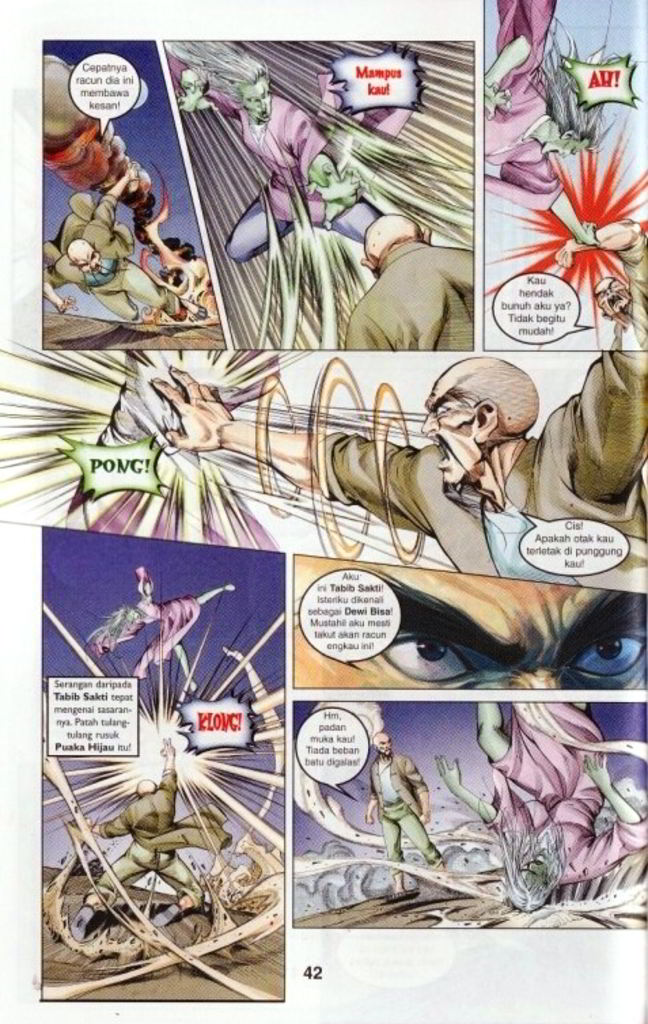 Cepatnya
racun dia ini
membawa
kesan!
Mampus
kau!
AH!
Kau
hendak
bunuh aku ya?
Tidak begitu
mudah!
PONG!
Cis!
Apakah otak kau
terletak di punggung
kau!
Serangan daripada
Tabib Sakti tepat
mengenai sasaran-
nya. Patah tulang-
tulang rusuk
Puaka Hijau itu!
KLONG!
Aku
ini Tabib Sakti!
Isteriku dikenali
sebagai Dewi Bisa!
Mustahil aku mesti
takut akan racun
engkau ini!
Hm,
padan
muka kau!
Tiada beban
batu digalas!
42